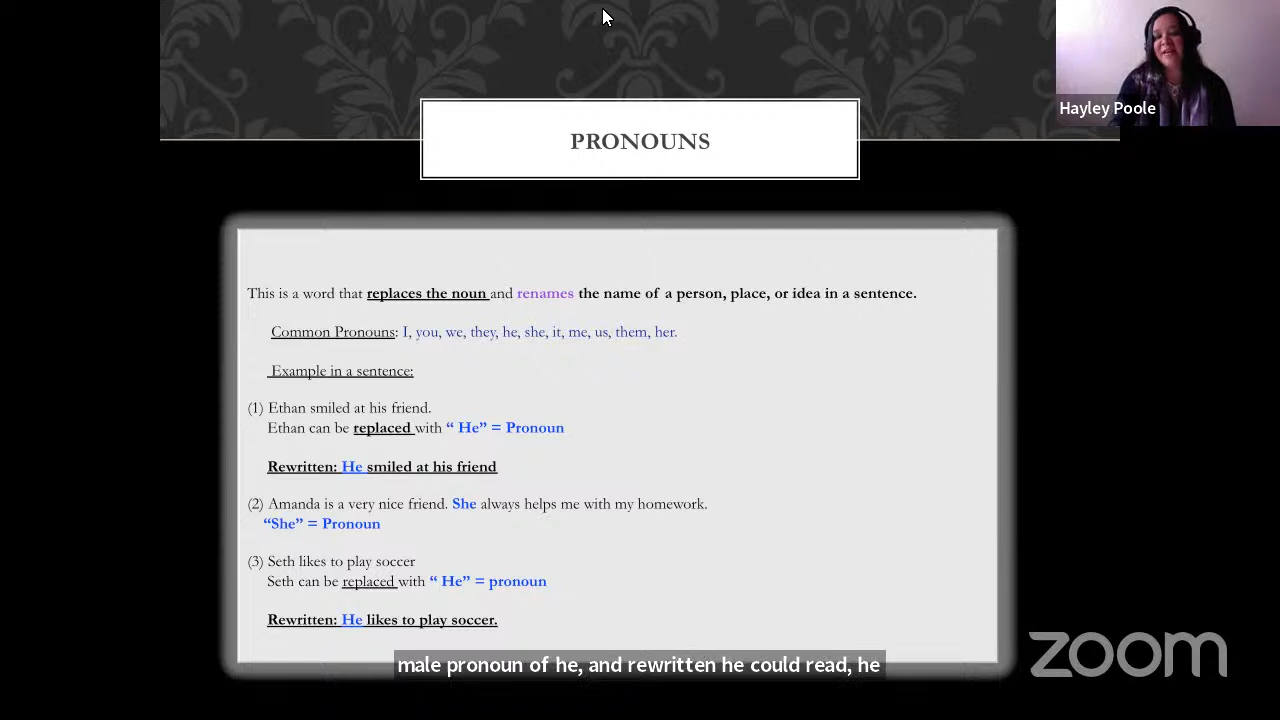 Hayley Poole
PRONOUNS
This is a word that replaces the noun and renames the name of a person, place, or idea in a sentence.
Common Pronouns: I, you, we, they, he, she, it, me, us, them, her.
Example in a sentence:
(1) Ethan smiled at his friend.
Ethan can be replaced with “ He” = Pronoun
Rewritten: He smiled at his friend
(2) Amanda is a very nice friend. She always helps me with my homework.
“She” = Pronoun
(3) Seth likes to play soccer
Seth can be replaced with “ He” = pronoun
Rewritten: He likes to play soccer.
male pronoun of he, and rewritten he could read, he
zoom